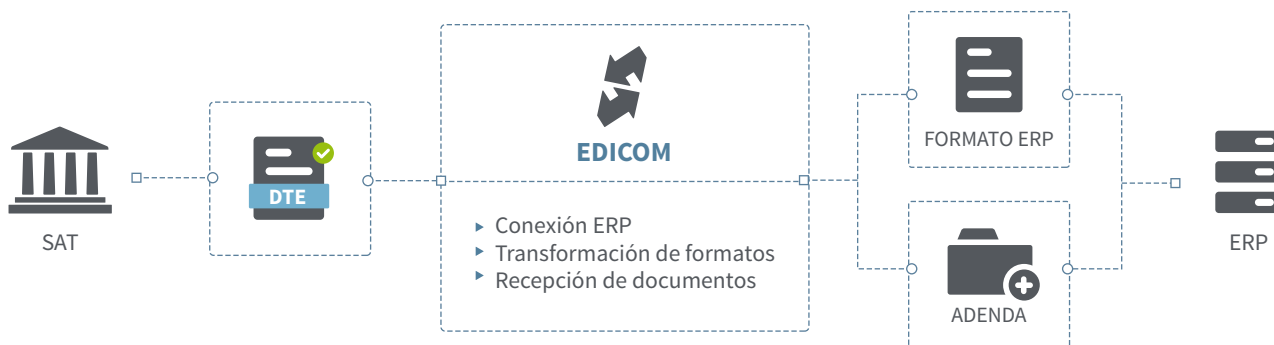 SAT
DTE
EDICOM
Conexión ERP
Transformación de formatos
Recepción de documentos
FORMATO ERP
ADENDA
ERP